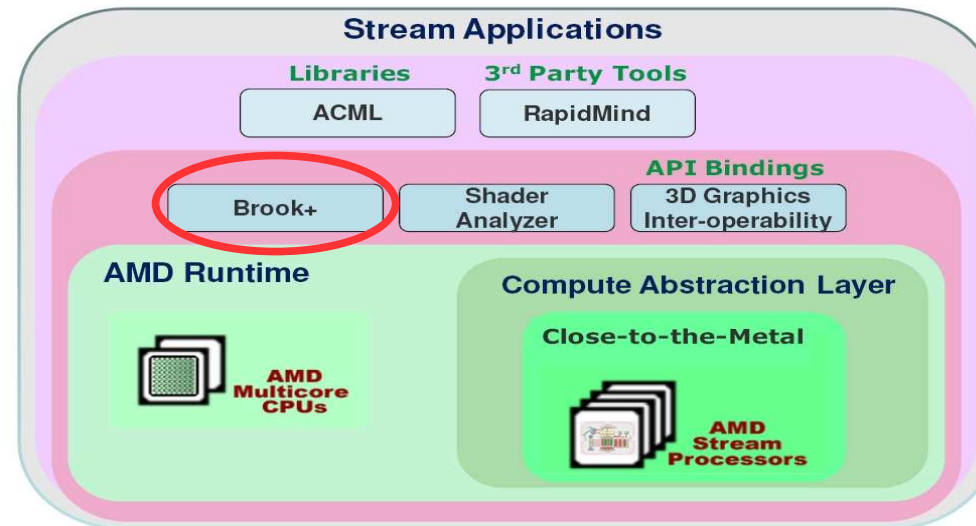 Stream Applications
Libraries
3rd Party Tools
ACML
RapidMind
API Bindings
Brook+
Shader
Analyzer
3D Graphics
Inter-operability
AMD Runtime
Compute Abstraction Layer
Close-to-the-Metal
AMD
Multicore
CPUs
AMD
Stream
Processors